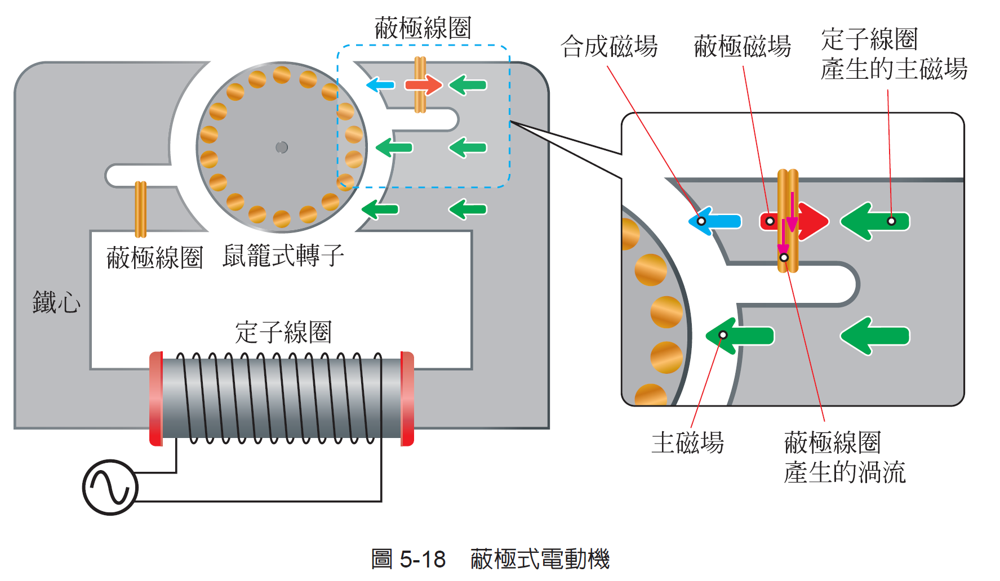 蔽極線圈
合成磁場
蔽極磁場
定子線圈
產生的主磁場
蔽極線圈
鼠籠式轉子
鐵心
定子線圈
主磁場
蔽極線圈
產生的渦流
圖 5-18 蔽極式電動機